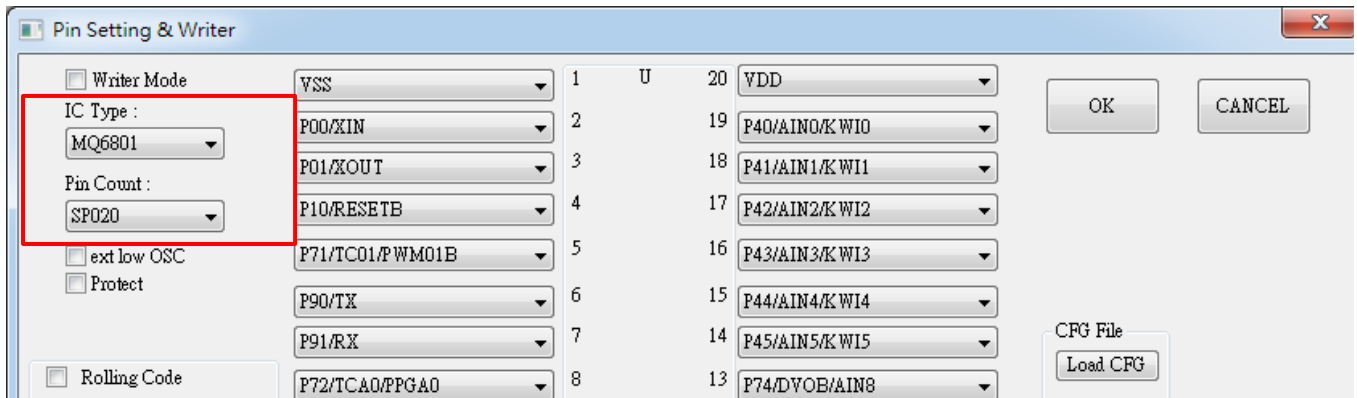 Pin Setting & Writer
Writer Mode
IC Type :
MQ6801
Pin Count :
SPO20
ext low OSC
Protect
Rolling Code
VSS 1 U 20 VDD
P00/XIN 2 19 P40/AIN0/KWI0
P01/XOUT 3 18 P41/AIN1/KWI1
P10/RESETB 4 17 P42/AIN2/KWI2
P71/TC01/PWM01B 5 16 P43/AIN3/KWI3
P90/TX 6 15 P44/AIN4/KWI4
P91/RX 7 14 P45/AIN5/KWI5
P72/TCA0/PPGA0 8 13 P74/DVOB/AIN8
OK
CANCEL
CFG File
Load CFG